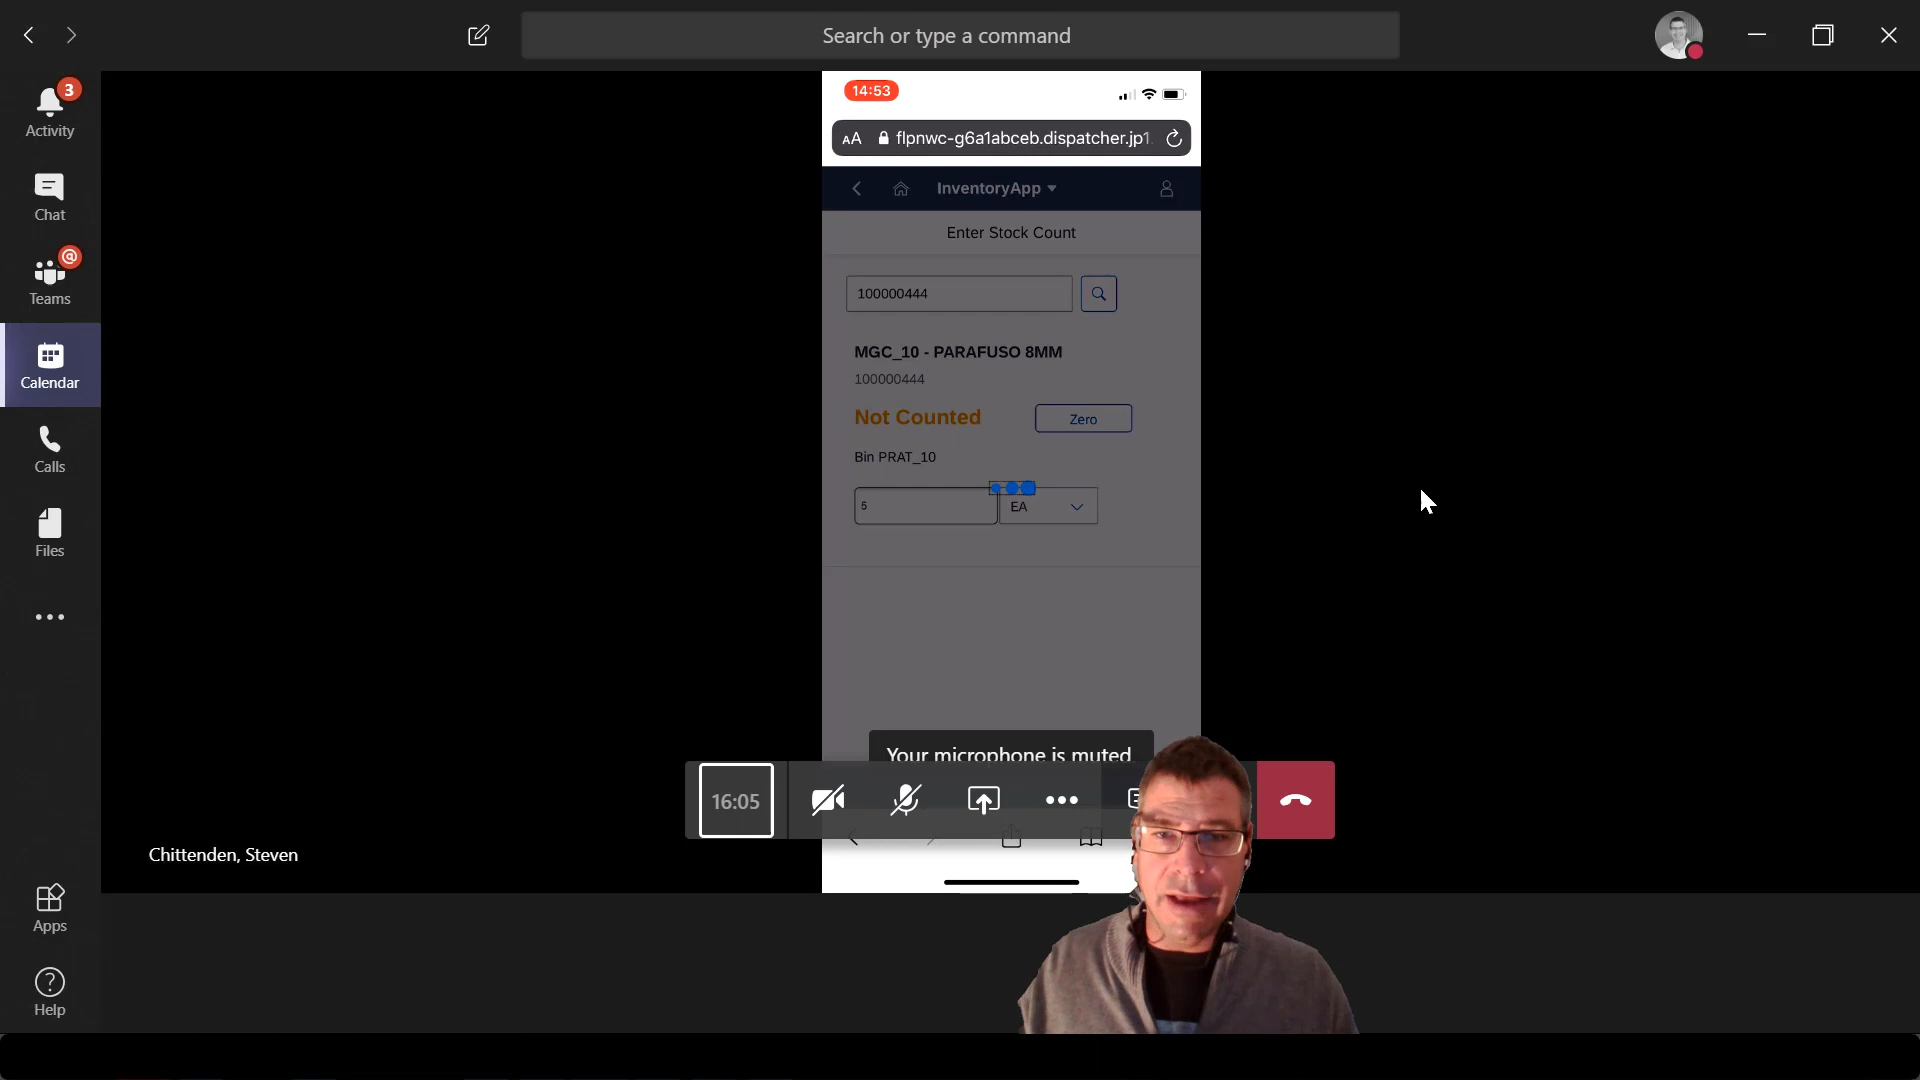 Search or type a command
3
Activity
Chat
@
Teams
Calendar
Calls
Files
Apps
Help
14:53
AA flpnwc-g6a1abceb.dispatcher.jp1
InventoryApp
Enter Stock Count
100000444
MGC_10 - PARAFUSO 8MM
100000444
Not Counted
Zero
Bin PRAT_10
5
EA
Your microphone is muted
16:05
Chittenden, Steven